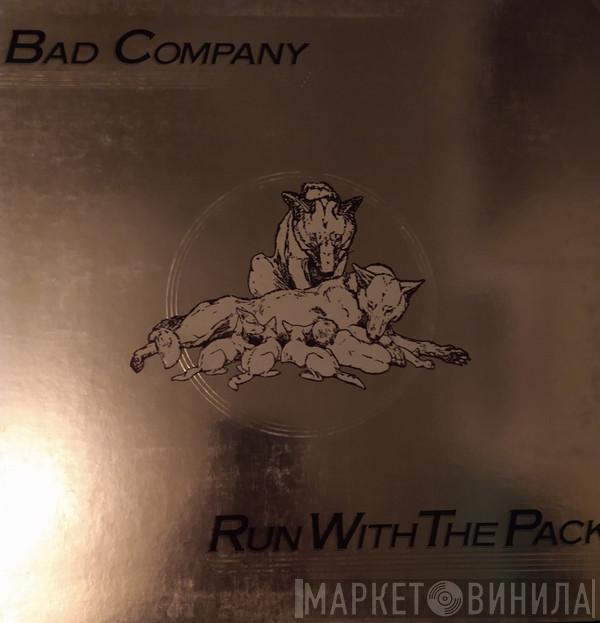 BAD COMPANY
RUN WITH THE PACK
МАРКЕТ ВИНИЛА